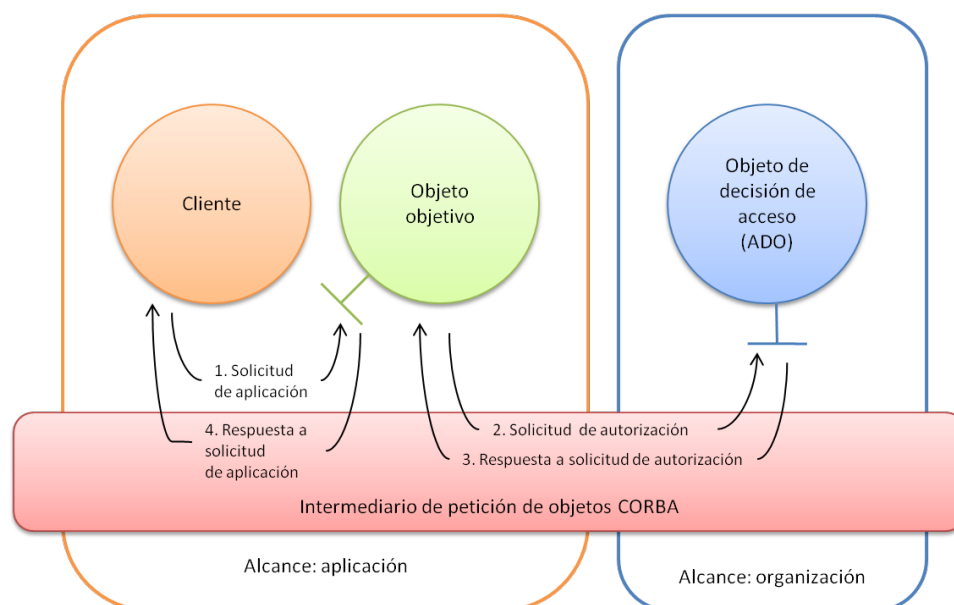 Cliente
Objeto
objetivo
Objeto de
decisión de
acceso
(ADO)
1. Solicitud
de aplicación
4. Respuesta a
solicitud
de aplicación
2. Solicitud de autorización
3. Respuesta a solicitud de autorización
Intermediario de petición de objetos CORBA
Alcance: aplicación
Alcance: organización